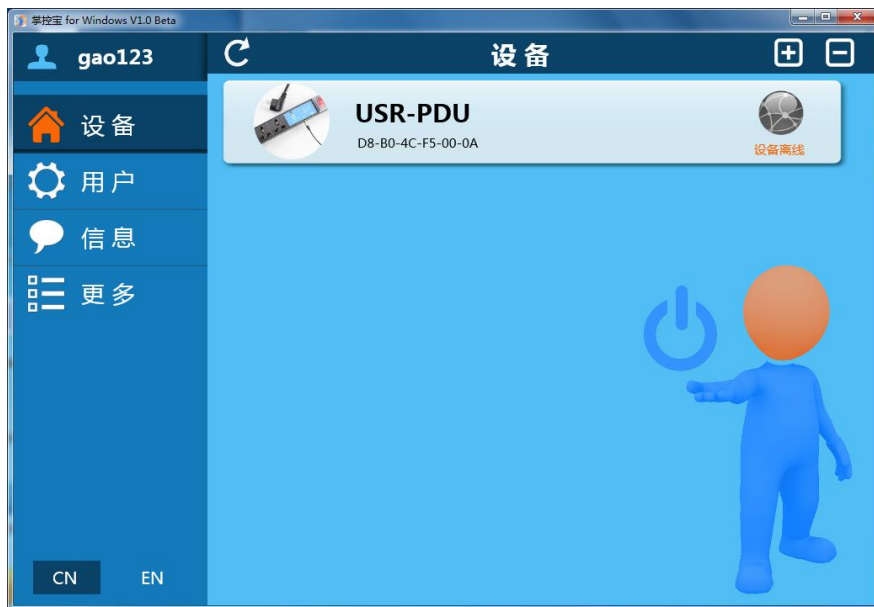 掌控宝 for Windows V1.0 Beta
gao123
设备
设备
用户
信息
更多
USR-PDU
D8-B0-4C-F5-00-0A
设备离线
CN EN